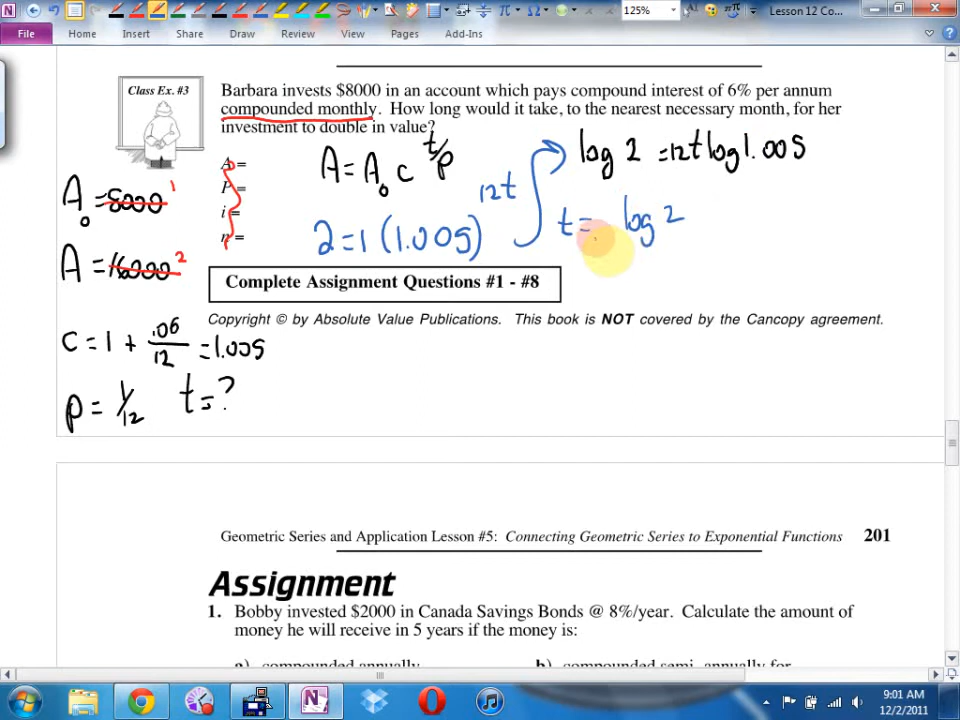 125%
Lesson 12 Co...
File Home Insert Share Draw Review View Pages Add-Ins
Class Ex. #3
Barbara invests $8000 in an account which pays compound interest of 6% per annum
compounded monthly. How long would it take, to the nearest necessary month, for her
investment to double in value?
A =
P =
i =
n =
A = A₀ c^t/p
log 2 = 12t log 1.005
A₀ = 8000 1
2 = 1 (1.005)^12t
t = log 2
A = 16000 2
Complete Assignment Questions #1 - #8
Copyright © by Absolute Value Publications. This book is NOT covered by the Cancopy agreement.
c = 1 + .06/12 = 1.005
p = 1/12 t = ?
Geometric Series and Application Lesson #5: Connecting Geometric Series to Exponential Functions 201
Assignment
1. Bobby invested $2000 in Canada Savings Bonds @ 8%/year. Calculate the amount of
money he will receive in 5 years if the money is:
a) compounded annually b) compounded semi-annually for
9:01 AM
12/2/2011